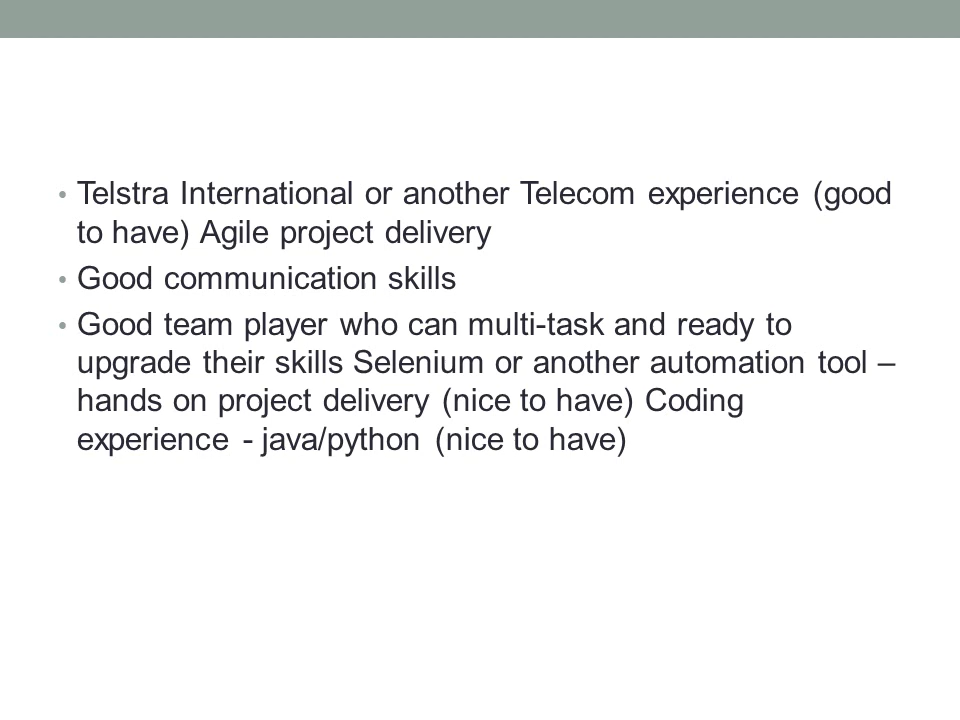 • Telstra International or another Telecom experience (good
to have) Agile project delivery
• Good communication skills
• Good team player who can multi-task and ready to
upgrade their skills Selenium or another automation tool –
hands on project delivery (nice to have) Coding
experience - java/python (nice to have)